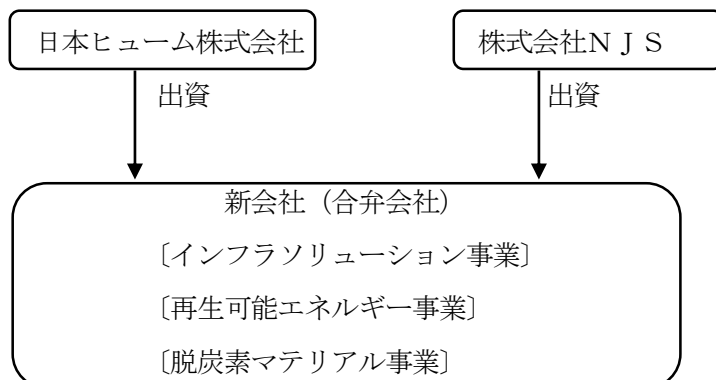 日本ヒューム株式会社
株式会社ＮＪＳ
出資
出資
新会社（合弁会社）
〔インフラソリューション事業〕
〔再生可能エネルギー事業〕
〔脱炭素マテリアル事業〕